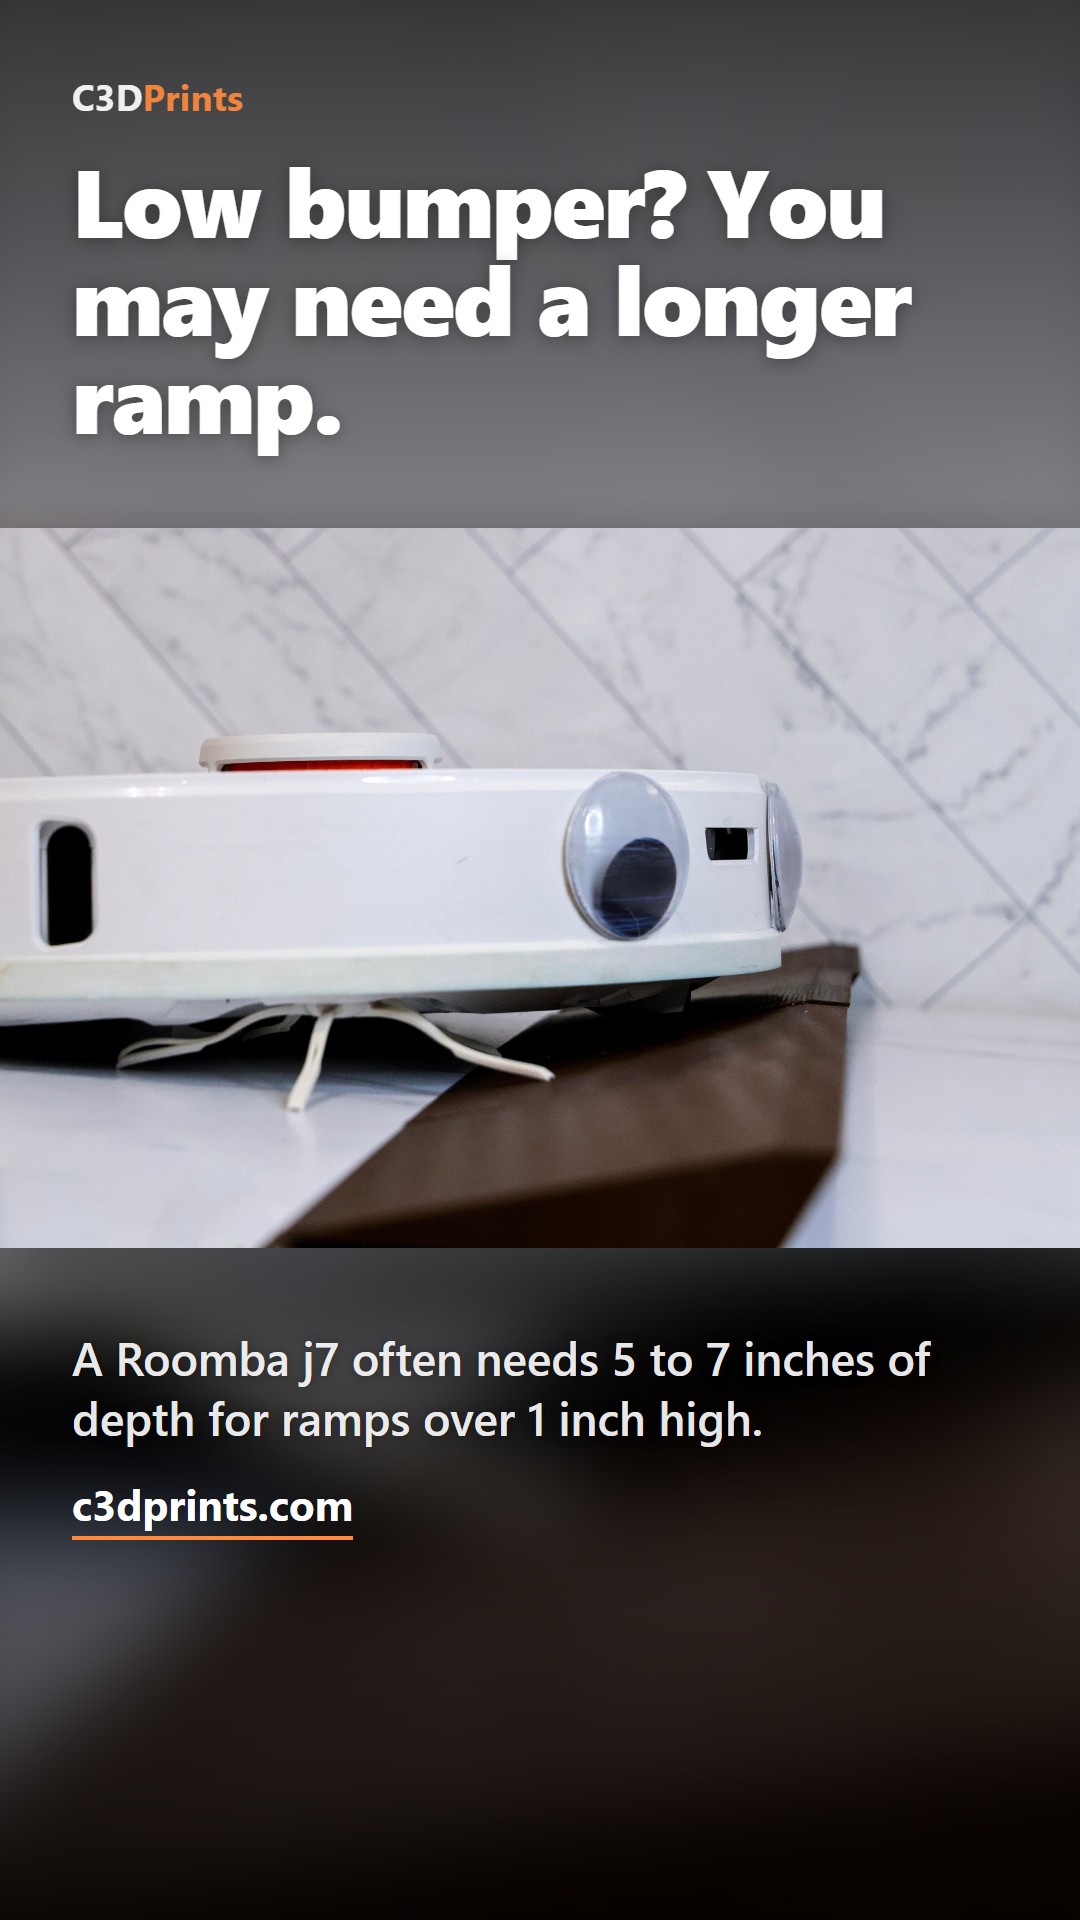 C3DPrints
Low bumper? You
may need a longer
ramp.
A Roomba j7 often needs 5 to 7 inches of
depth for ramps over 1 inch high.
c3dprints.com